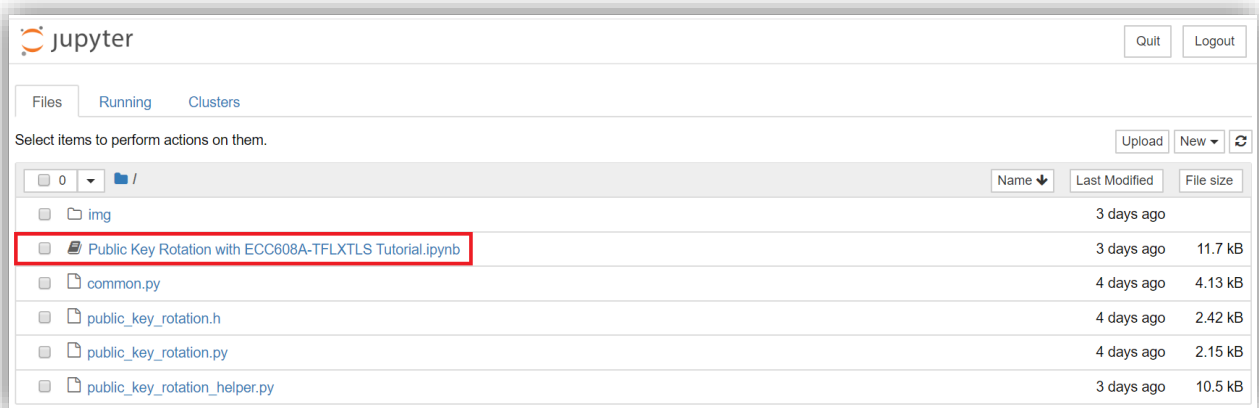 jupyter
Quit Logout
Files Running Clusters
Select items to perform actions on them.
Upload New
0 / Name Last Modified File size
img 3 days ago
Public Key Rotation with ECC608A-TFLXTLS Tutorial.ipynb 3 days ago 11.7 kB
common.py 4 days ago 4.13 kB
public_key_rotation.h 4 days ago 2.42 kB
public_key_rotation.py 4 days ago 2.15 kB
public_key_rotation_helper.py 3 days ago 10.5 kB